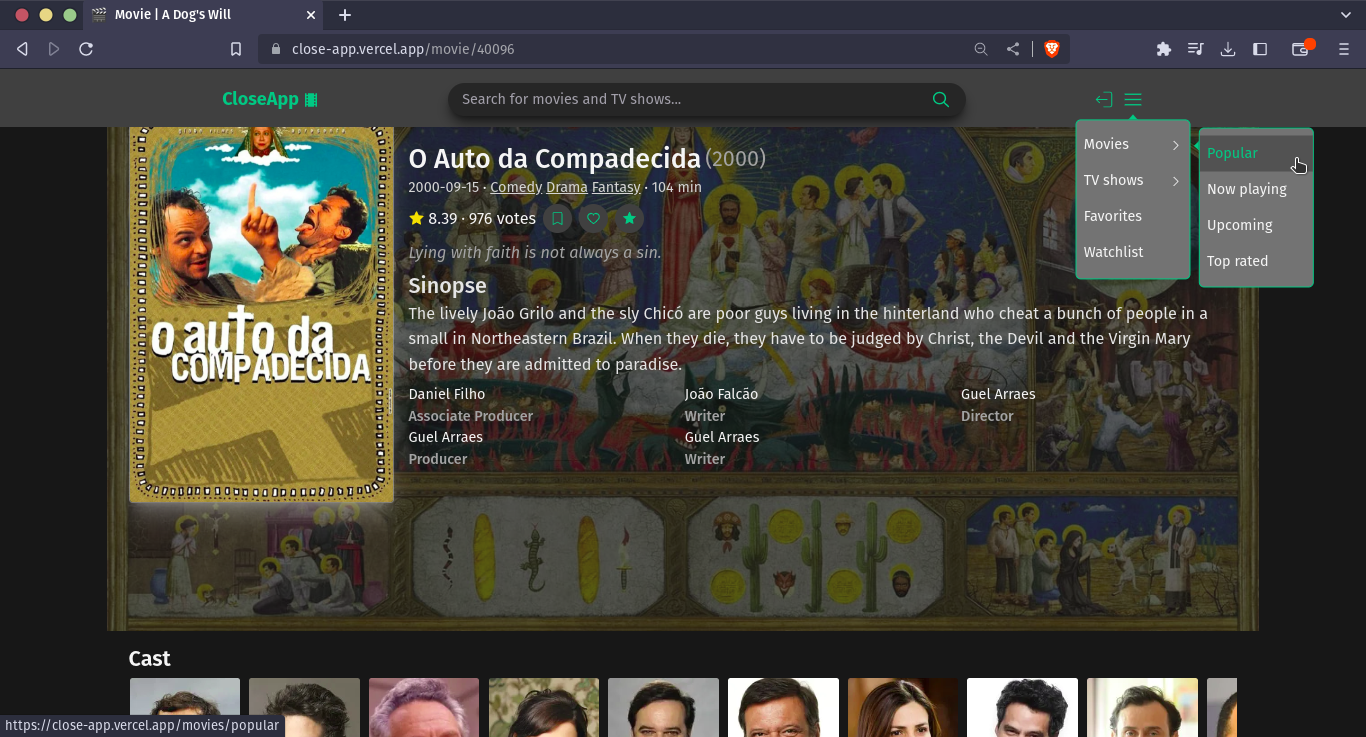 Movie | A Dog's Will
close-app.vercel.app/movie/40096
CloseApp
Search for movies and TV shows...
Movies
TV shows
Favorites
Watchlist
Popular
Now playing
Upcoming
Top rated
o auto da
COMPADECIDA
O Auto da Compadecida (2000)
2000-09-15 · Comedy Drama Fantasy · 104 min
8.39 · 976 votes
Lying with faith is not always a sin.
Sinopse
The lively João Grilo and the sly Chicó are poor guys living in the hinterland who cheat a bunch of people in a
small in Northeastern Brazil. When they die, they have to be judged by Christ, the Devil and the Virgin Mary
before they are admitted to paradise.
Daniel Filho
Associate Producer
João Falcão
Writer
Guel Arraes
Director
Guel Arraes
Producer
Guel Arraes
Writer
Cast
https://close-app.vercel.app/movies/popular